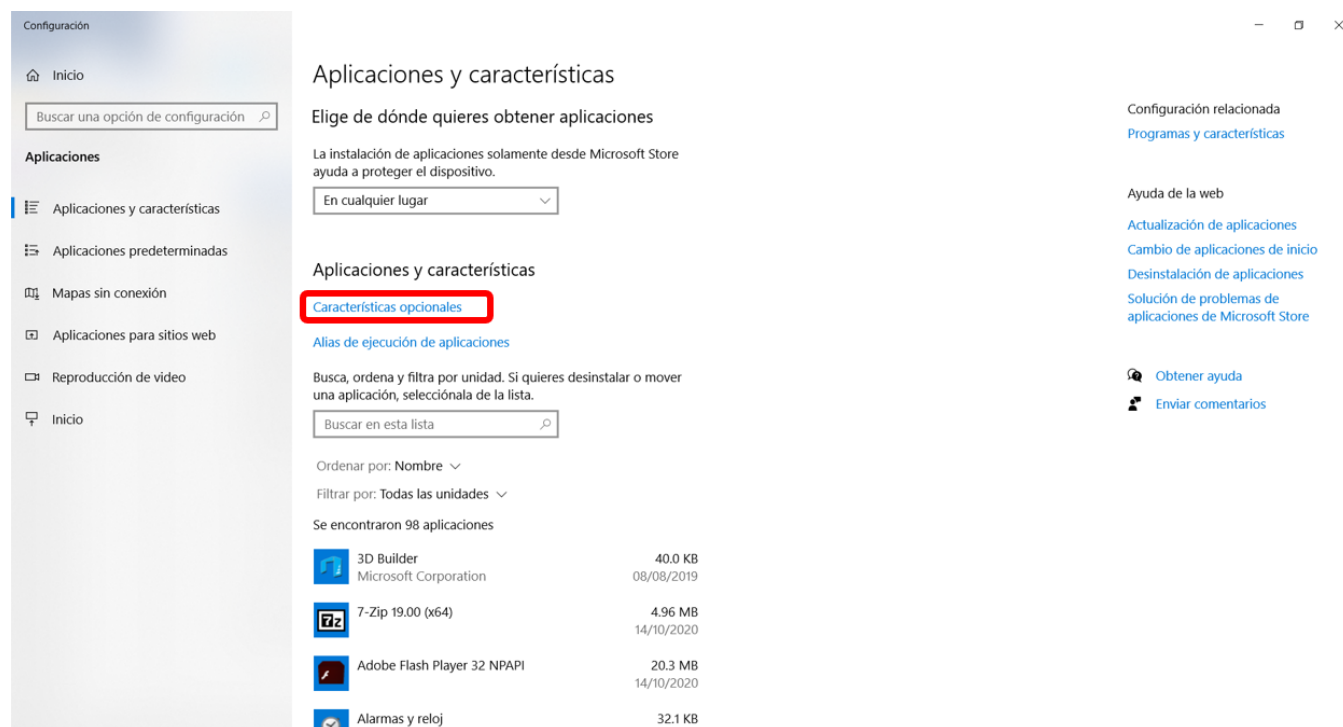 Configuración
Inicio
Buscar una opción de configuración
Aplicaciones
Aplicaciones y características
Aplicaciones predeterminadas
Mapas sin conexión
Aplicaciones para sitios web
Reproducción de video
Inicio
Aplicaciones y características
Elige de dónde quieres obtener aplicaciones
La instalación de aplicaciones solamente desde Microsoft Store
ayuda a proteger el dispositivo.
En cualquier lugar
Aplicaciones y características
Características opcionales
Alias de ejecución de aplicaciones
Busca, ordena y filtra por unidad. Si quieres desinstalar o mover
una aplicación, selecciónala de la lista.
Buscar en esta lista
Ordenar por: Nombre
Filtrar por: Todas las unidades
Se encontraron 98 aplicaciones
3D Builder 40.0 KB
Microsoft Corporation 08/08/2019
7-Zip 19.00 (x64) 4.96 MB
14/10/2020
Adobe Flash Player 32 NPAPI 20.3 MB
14/10/2020
Alarmas y reloj 32.1 KB
Configuración relacionada
Programas y características
Ayuda de la web
Actualización de aplicaciones
Cambio de aplicaciones de inicio
Desinstalación de aplicaciones
Solución de problemas de
aplicaciones de Microsoft Store
Obtener ayuda
Enviar comentarios